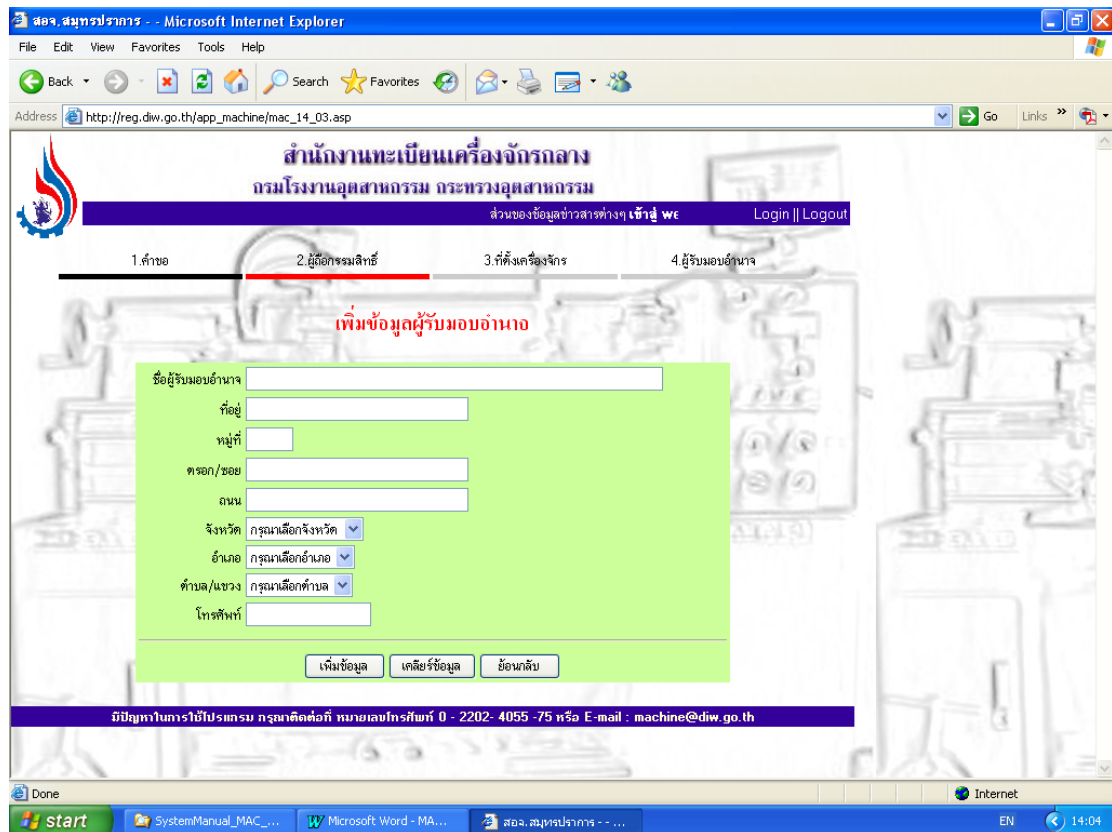 สอจ.สมุทรปราการ - - Microsoft Internet Explorer
File Edit View Favorites Tools Help
Back Search Favorites
Address http://reg.diw.go.th/app_machine/mac_14_03.asp Go Links »
สำนักงานทะเบียนเครื่องจักรกลาง
กรมโรงงานอุตสาหกรรม กระทรวงอุตสาหกรรม
ส่วนของข้อมูลข่าวสารต่างๆ เข้าสู่ WE Login || Logout
1.คำขอ 2.ผู้ถือกรรมสิทธิ์ 3.ที่ตั้งเครื่องจักร 4.ผู้รับมอบอำนาจ
เพิ่มข้อมูลผู้รับมอบอำนาจ
ชื่อผู้รับมอบอำนาจ
ที่อยู่
หมู่ที่
ตรอก/ซอย
ถนน
จังหวัด กรุณาเลือกจังหวัด
อำเภอ กรุณาเลือกอำเภอ
ตำบล/แขวง กรุณาเลือกตำบล
โทรศัพท์
เพิ่มข้อมูล เคลียร์ข้อมูล ย้อนกลับ
มีปัญหาในการใช้โปรแกรม กรุณาติดต่อที่ หมายเลขโทรศัพท์ 0 - 2202- 4055 -75 หรือ E-mail : machine@diw.go.th
Done Internet
start SystemManual_MAC_... Microsoft Word - MA... สอจ.สมุทรปราการ - - ... EN 14:04